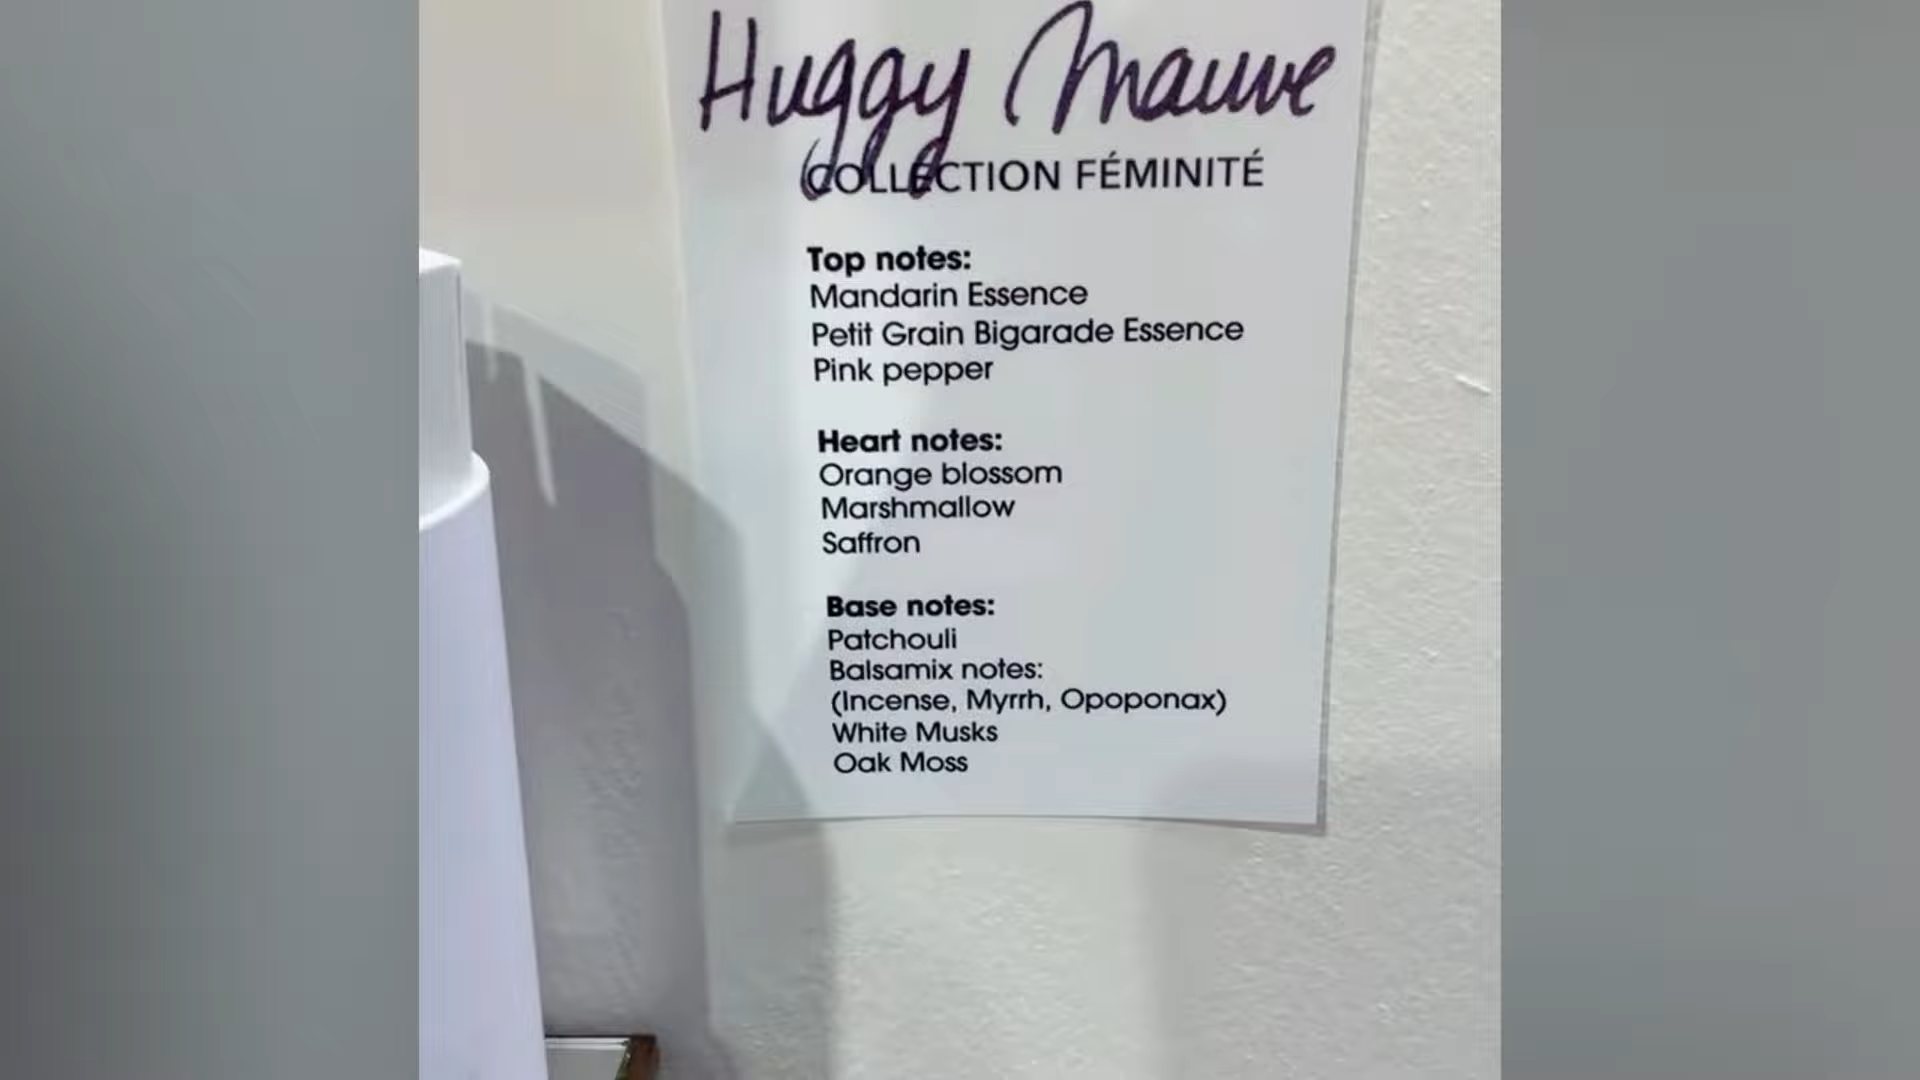 Huggy Mauve
COLLECTION FÉMINITÉ
Top notes:
Mandarin Essence
Petit Grain Bigarade Essence
Pink pepper
Heart notes:
Orange blossom
Marshmallow
Saffron
Base notes:
Patchouli
Balsamix notes:
(Incense, Myrrh, Opoponax)
White Musks
Oak Moss